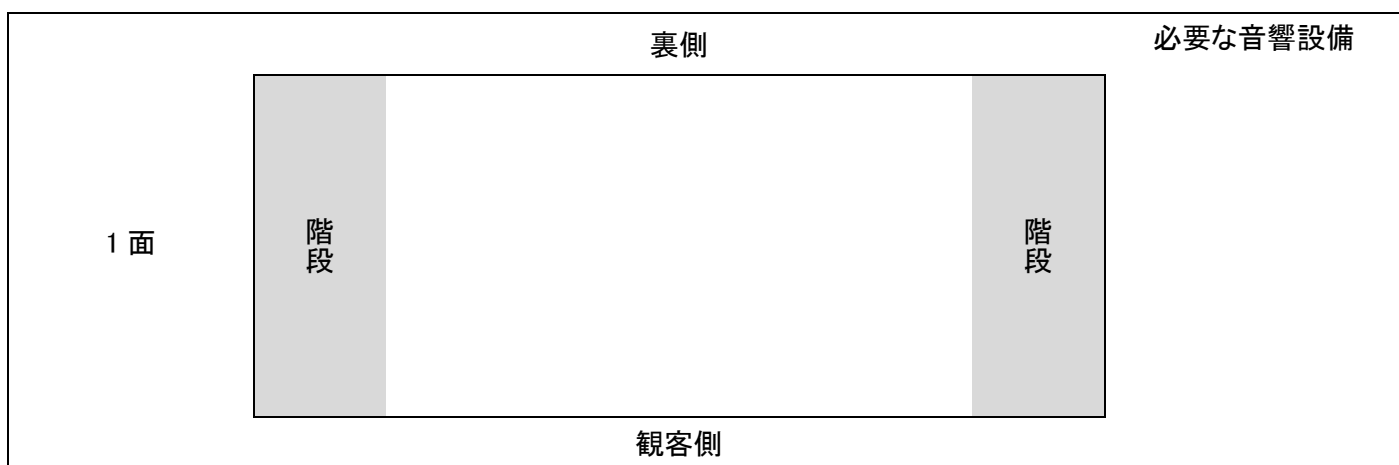 必要な音響設備
裏側
1 面
階段
階段
観客側